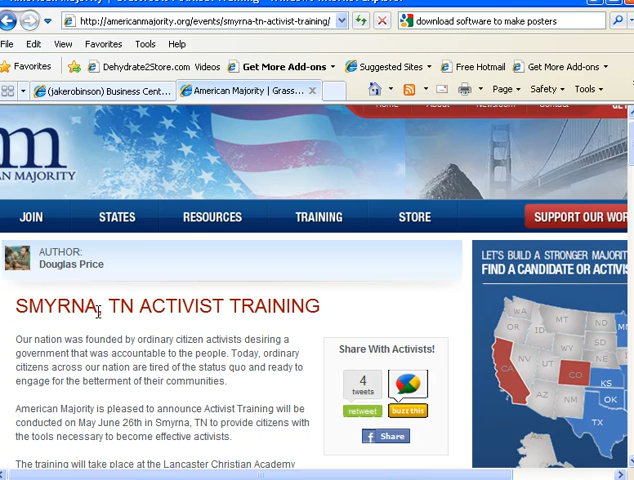 http://americanmajority.org/events/smyrna-tn-activist-training/
download software to make posters
File Edit View Favorites Tools Help
Favorites Dehydrate2Store.com Videos Get More Add-ons Suggested Sites Free Hotmail Get More Add-ons
(jakerobinson) Business Cent... American Majority | Grass... Page Safety Tools
m
AN MAJORITY
JOIN STATES RESOURCES TRAINING STORE SUPPORT OUR WOR
AUTHOR:
Douglas Price
LET'S BUILD A STRONGER MAJORIT
FIND A CANDIDATE OR ACTIVIS
SMYRNA, TN ACTIVIST TRAINING
Our nation was founded by ordinary citizen activists desiring a
government that was accountable to the people. Today, ordinary
citizens across our nation are tired of the status quo and ready to
engage for the betterment of their communities.
American Majority is pleased to announce Activist Training will be
conducted on May June 26th in Smyrna, TN to provide citizens with
the tools necessary to become effective activists.
The training will take place at the Lancaster Christian Academy
Share With Activists!
4
tweets
retweet buzz this
Share
WA MT ND
OR ID WY SD
NE
NV UT CO KS
CA
AZ NM OK
TX